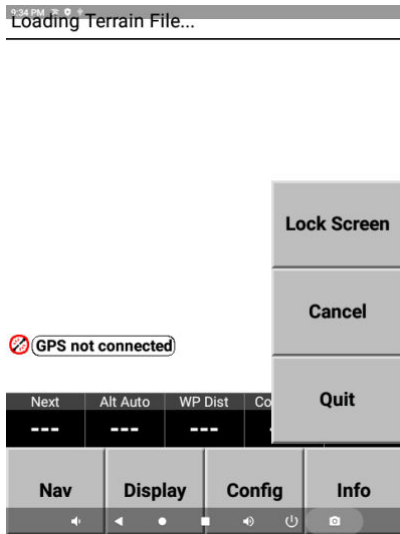 9:34 PM
Loading Terrain File...
Lock Screen
Cancel
GPS not connected
Quit
Next Alt Auto WP Dist Co
--- --- ---
Nav Display Config Info